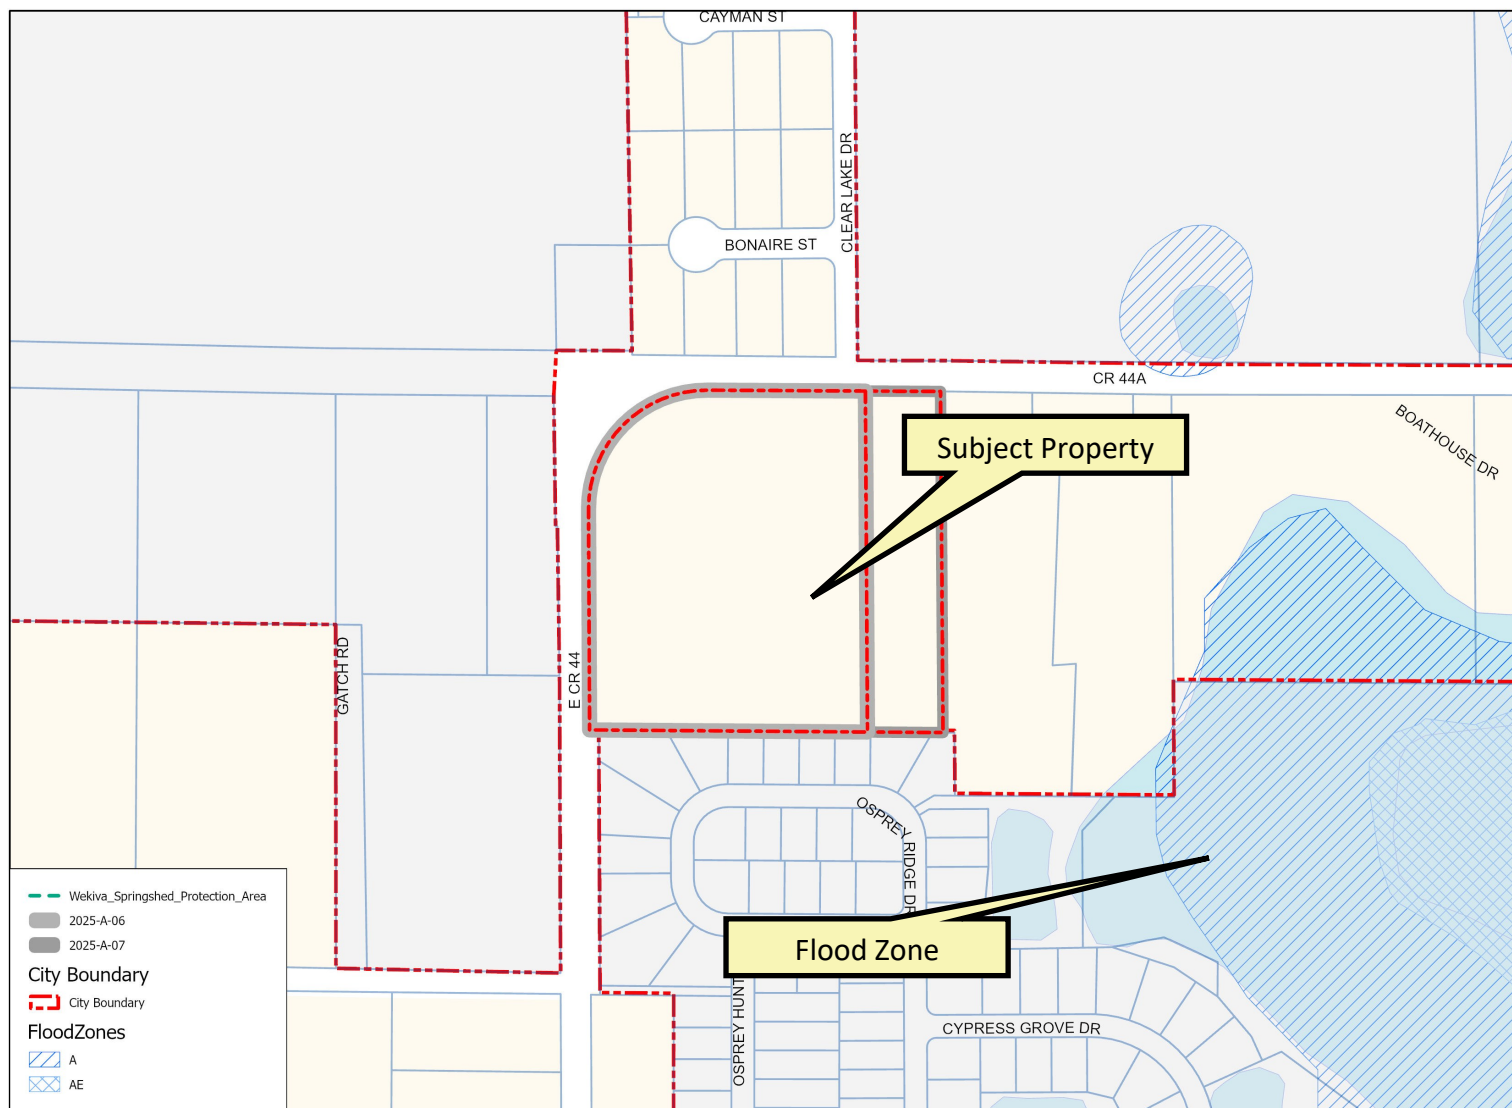 CAYMAN ST
CLEAR LAKE DR
BONAIRE ST
CR 44A
BOATHOUSE DR
Subject Property
E CR 44
GATCH RD
OSPREY RIDGE DR
Flood Zone
OSPREY HUNT
CYPRESS GROVE DR
Wekiva_Springshed_Protection_Area
2025-A-06
2025-A-07
City Boundary
City Boundary
FloodZones
A
AE